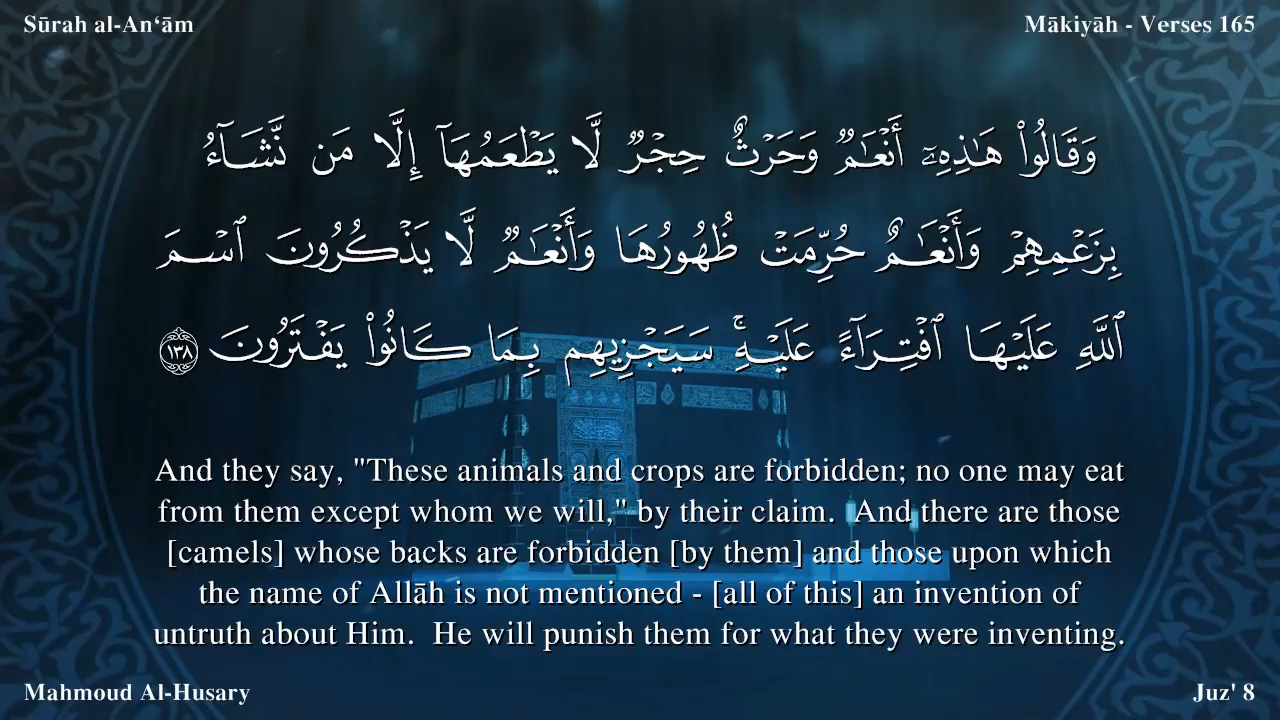 Sūrah al-An‘ām
Mākiyāh - Verses 165
وَقَالُوا۟ هَـٰذِهِۦٓ أَنْعَـٰمٌ وَحَرْثٌ حِجْرٌ لَّا يَطْعَمُهَآ إِلَّا مَن نَّشَآءُ
بِزَعْمِهِمْ وَأَنْعَـٰمٌ حُرِّمَتْ ظُهُورُهَا وَأَنْعَـٰمٌ لَّا يَذْكُرُونَ ٱسْمَ
ٱللَّهِ عَلَيْهَا ٱفْتِرَآءً عَلَيْهِ ۚ سَيَجْزِيهِم بِمَا كَانُوا۟ يَفْتَرُونَ ١٣٨
And they say, "These animals and crops are forbidden; no one may eat
from them except whom we will," by their claim.  And there are those
[camels] whose backs are forbidden [by them] and those upon which
the name of Allāh is not mentioned - [all of this] an invention of
untruth about Him.  He will punish them for what they were inventing.
Mahmoud Al-Husary
Juz' 8